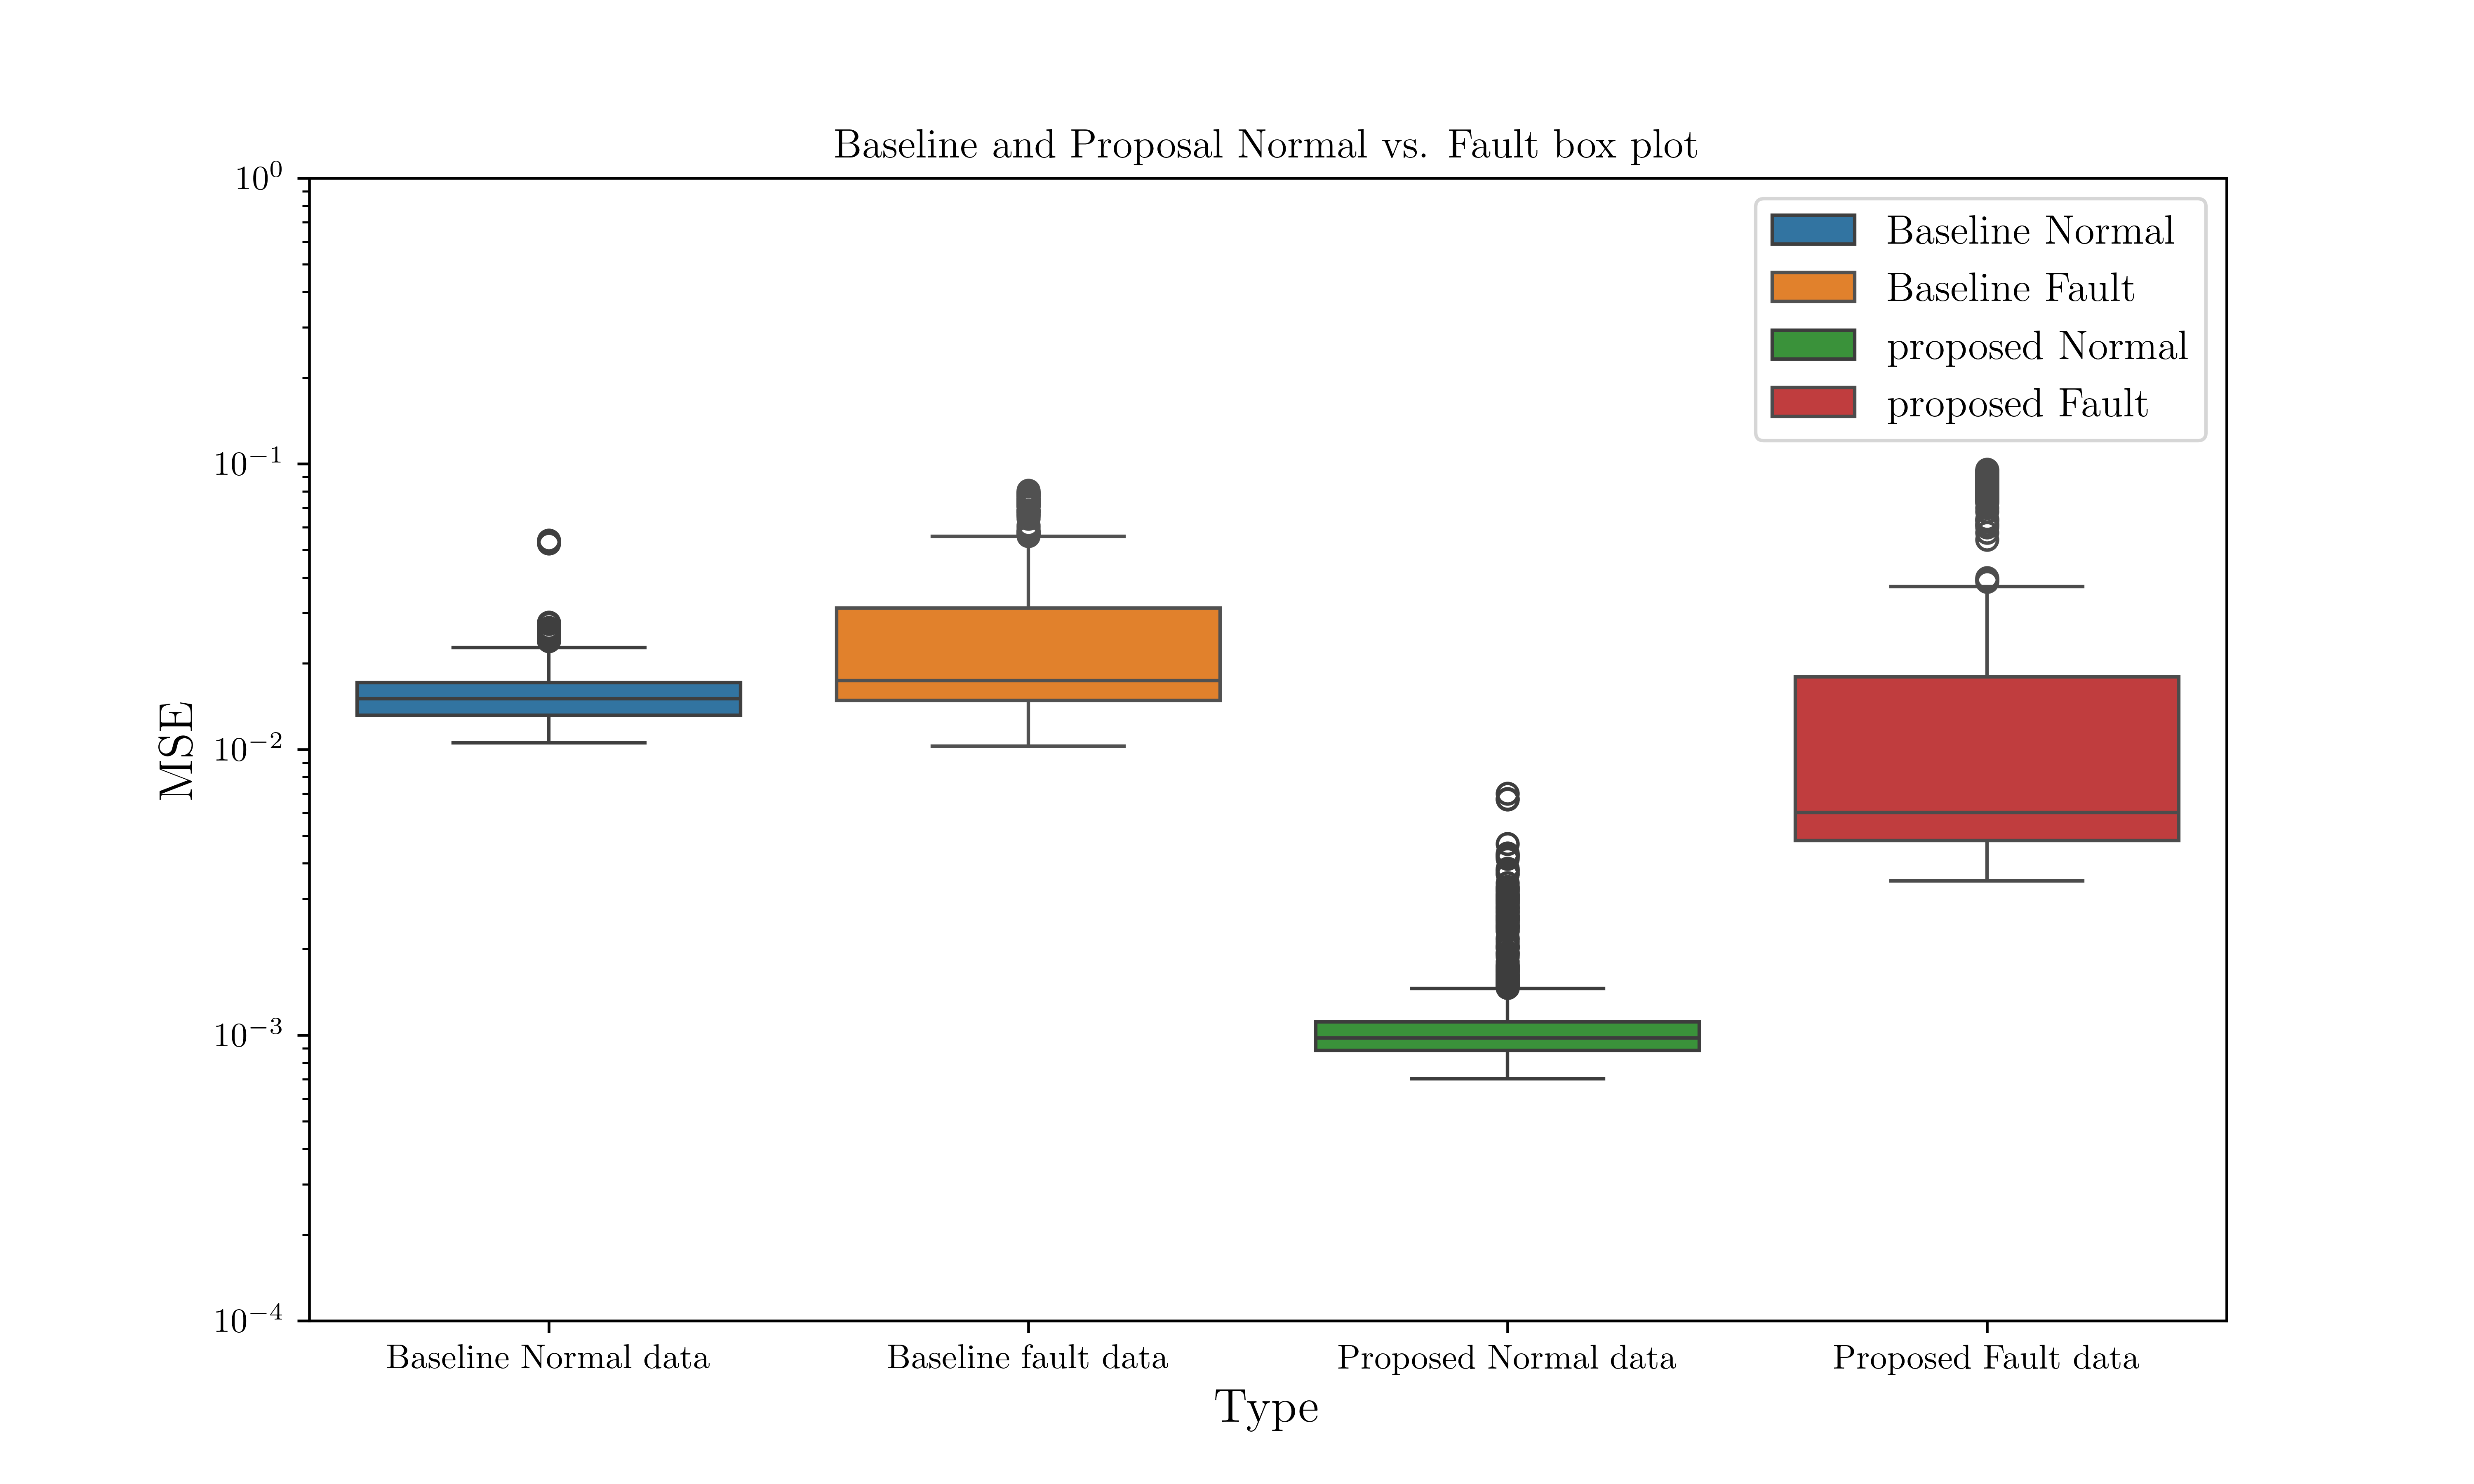 Baseline and Proposal Normal vs. Fault box plot
10⁰
10⁻¹
10⁻²
10⁻³
10⁻⁴
MSE
Baseline Normal
Baseline Fault
proposed Normal
proposed Fault
Baseline Normal data
Baseline fault data
Proposed Normal data
Proposed Fault data
Type